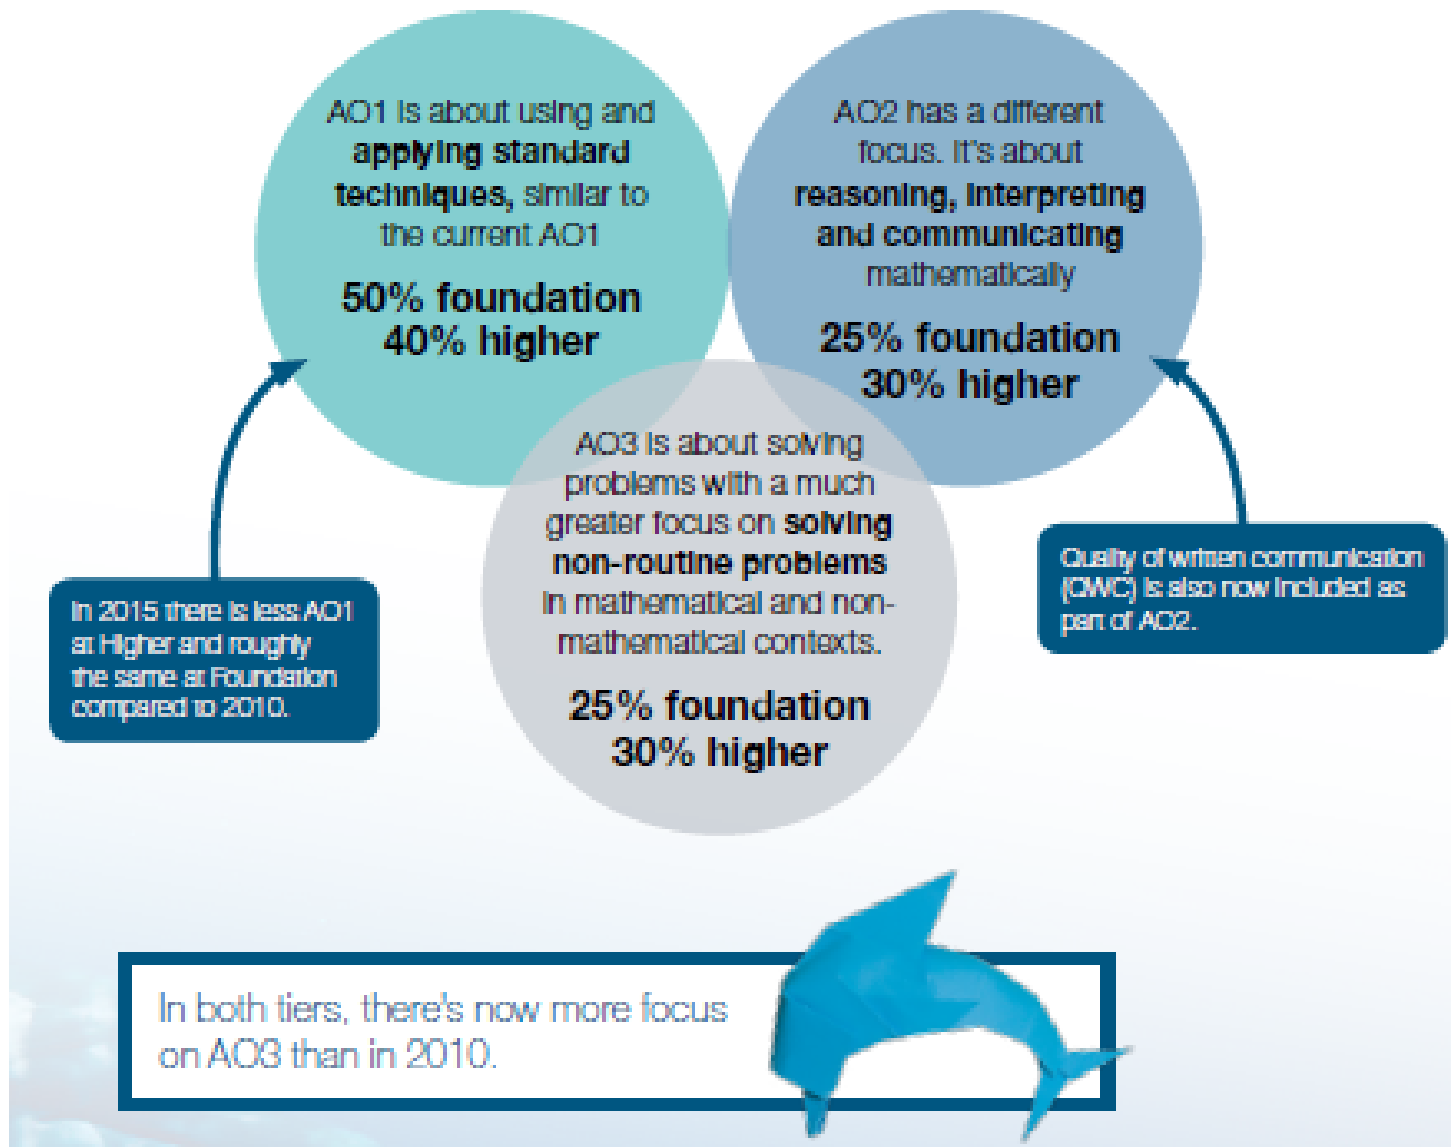 AO1 is about using and
applying standard
techniques, similar to
the current AO1
50% foundation
40% higher
AO2 has a different
focus. It's about
reasoning, interpreting
and communicating
mathematically
25% foundation
30% higher
AO3 is about solving
problems with a much
greater focus on solving
non-routine problems
in mathematical and non-
mathematical contexts.
25% foundation
30% higher
In 2015 there is less AO1
at Higher and roughly
the same at Foundation
compared to 2010.
Quality of written communication
(QWC) is also now included as
part of AO2.
In both tiers, there's now more focus
on AO3 than in 2010.